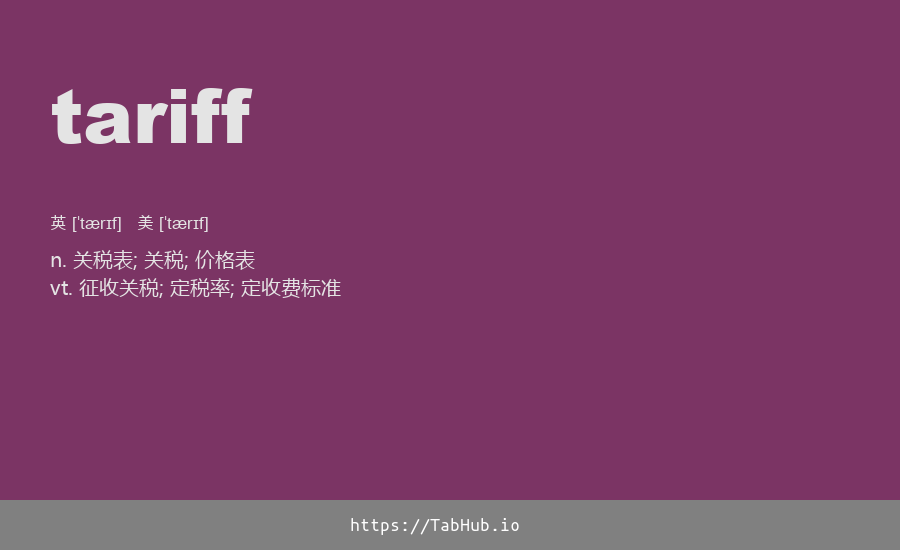 tariff
英 [ˈtærɪf] 美 [ˈtærɪf]
n. 关税表; 关税; 价格表
vt. 征收关税; 定税率; 定收费标准
https://TabHub.io